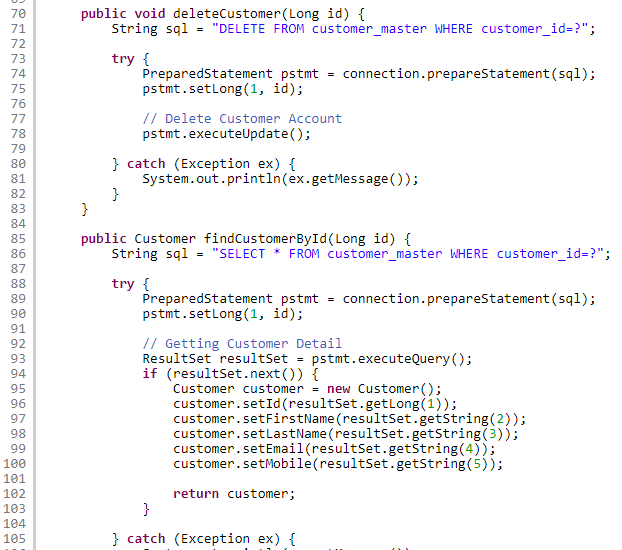 70 public void deleteCustomer(Long id) {
71 String sql = "DELETE FROM customer_master WHERE customer_id=?";
72
73 try {
74 PreparedStatement pstmt = connection.prepareStatement(sql);
75 pstmt.setLong(1, id);
76
77 // Delete Customer Account
78 pstmt.executeUpdate();
79
80 } catch (Exception ex) {
81 System.out.println(ex.getMessage());
82 }
83 }
84
85 public Customer findCustomerById(Long id) {
86 String sql = "SELECT * FROM customer_master WHERE customer_id=?";
87
88 try {
89 PreparedStatement pstmt = connection.prepareStatement(sql);
90 pstmt.setLong(1, id);
91
92 // Getting Customer Detail
93 ResultSet resultSet = pstmt.executeQuery();
94 if (resultSet.next()) {
95 Customer customer = new Customer();
96 customer.setId(resultSet.getLong(1));
97 customer.setFirstName(resultSet.getString(2));
98 customer.setLastName(resultSet.getString(3));
99 customer.setEmail(resultSet.getString(4));
100 customer.setMobile(resultSet.getString(5));
101
102 return customer;
103 }
104
105 } catch (Exception ex) {